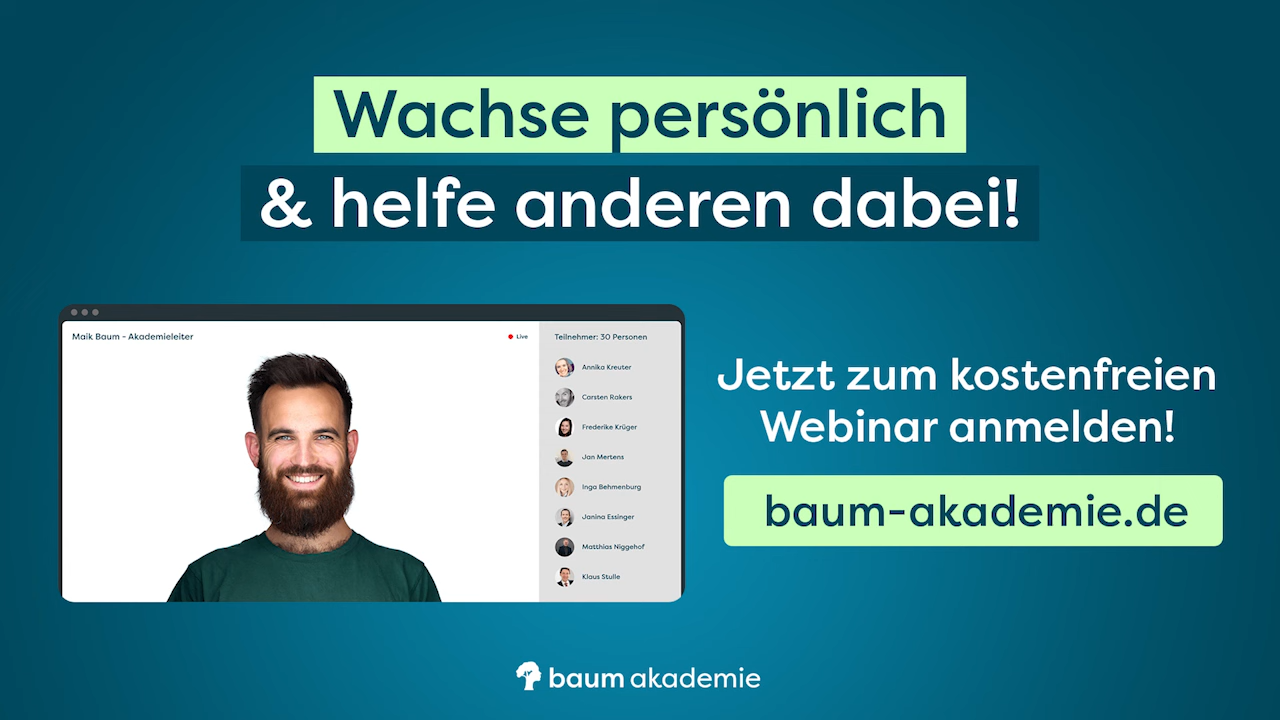 Wachse persönlich
& helfe anderen dabei!
Maik Baum - Akademieleiter
Live
Teilnehmer: 30 Personen
Annika Kreuter
Carsten Rakers
Frederike Krüger
Jan Mertens
Inga Behmenburg
Janina Essinger
Matthias Niggehof
Klaus Stulle
Jetzt zum kostenfreien
Webinar anmelden!
baum-akademie.de
baum akademie